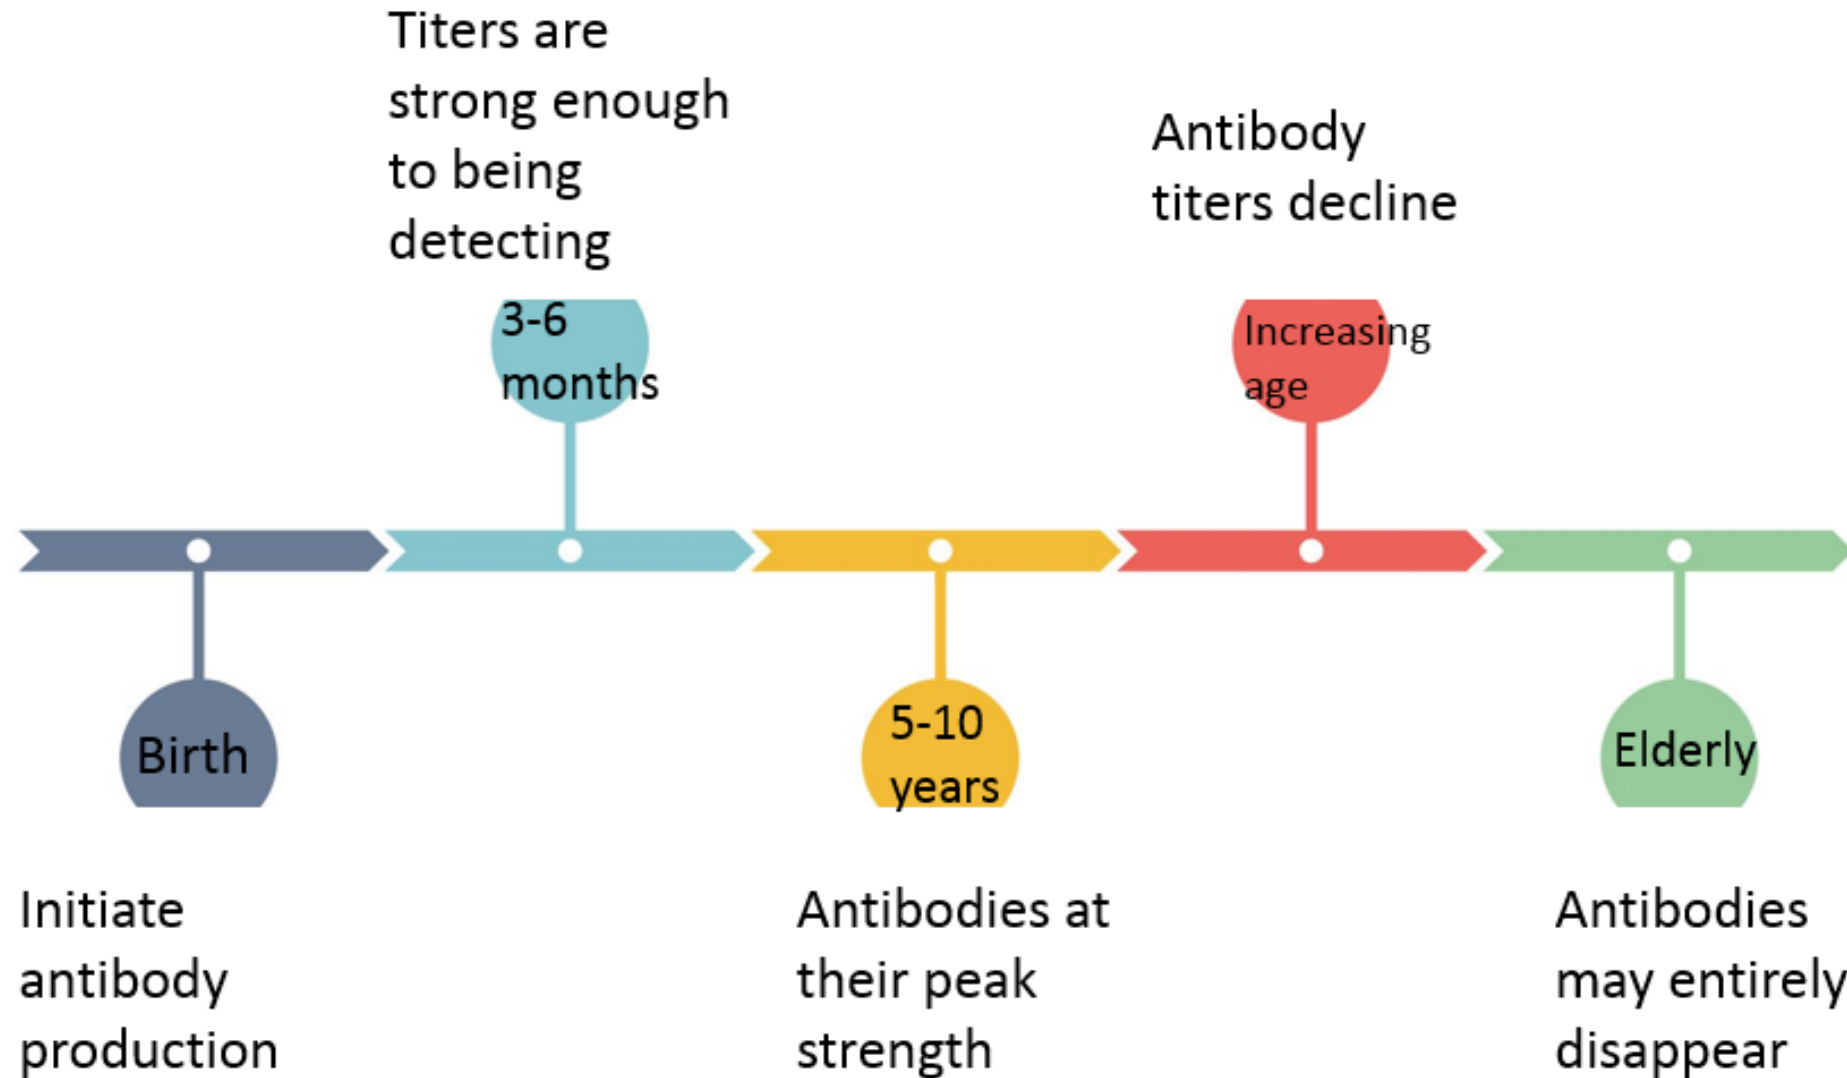 Titers are
strong enough
to being
detecting
3-6
months
Antibody
titers decline
Increasing
age
Birth
Initiate
antibody
production
5-10
years
Antibodies at
their peak
strength
Elderly
Antibodies
may entirely
disappear